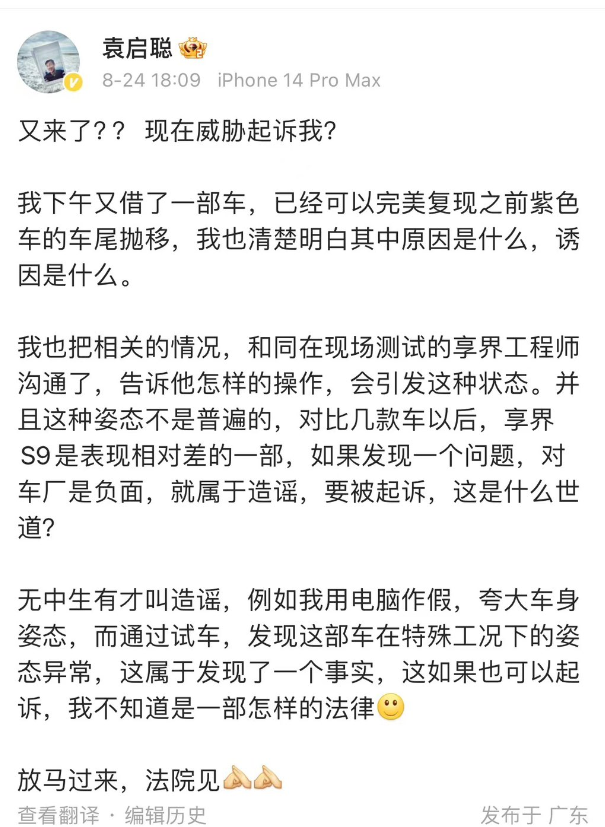 袁启聪
8-24 18:09 iPhone 14 Pro Max
又来了?? 现在威胁起诉我?
我下午又借了一部车，已经可以完美复现之前紫色
车的车尾抛移，我也清楚明白其中原因是什么，诱
因是什么。
我也把相关的情况，和同在现场测试的享界工程师
沟通了，告诉他怎样的操作，会引发这种状态。并
且这种姿态不是普遍的，对比几款车以后，享界
S9是表现相对差的一部，如果发现一个问题，对
车厂是负面，就属于造谣，要被起诉，这是什么世
道?
无中生有才叫造谣，例如我用电脑作假，夸大车身
姿态，而通过试车，发现这部车在特殊工况下的姿
态异常，这属于发现了一个事实，这如果也可以起
诉，我不知道是一部怎样的法律
放马过来，法院见
查看翻译 · 编辑历史 发布于 广东